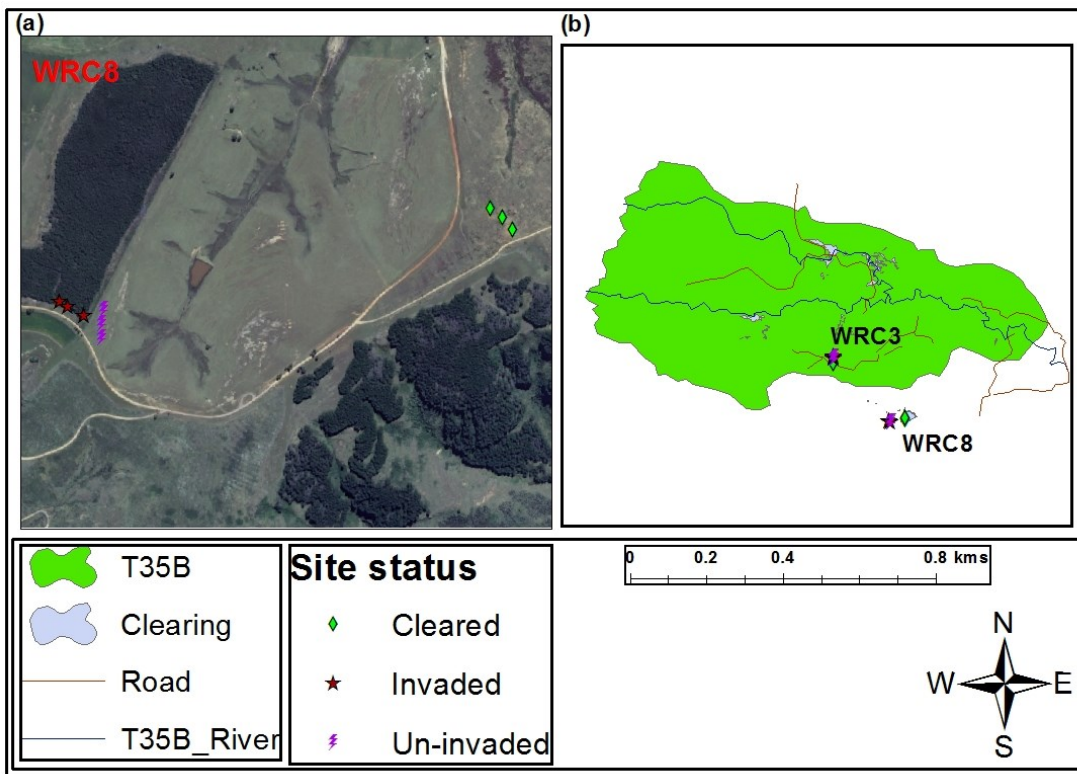 (a)
WRC8
(b)
WRC3
WRC8
T35B
Clearing
Road
T35B_River
Site status
Cleared
Invaded
Un-invaded
0 0.2 0.4 0.8 kms
N
W E
S